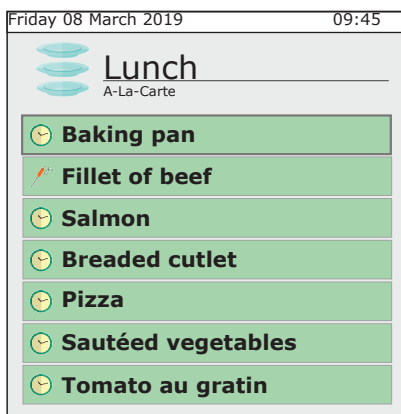 Friday 08 March 2019 09:45
Lunch
A-La-Carte
Baking pan
Fillet of beef
Salmon
Breaded cutlet
Pizza
Sautéed vegetables
Tomato au gratin